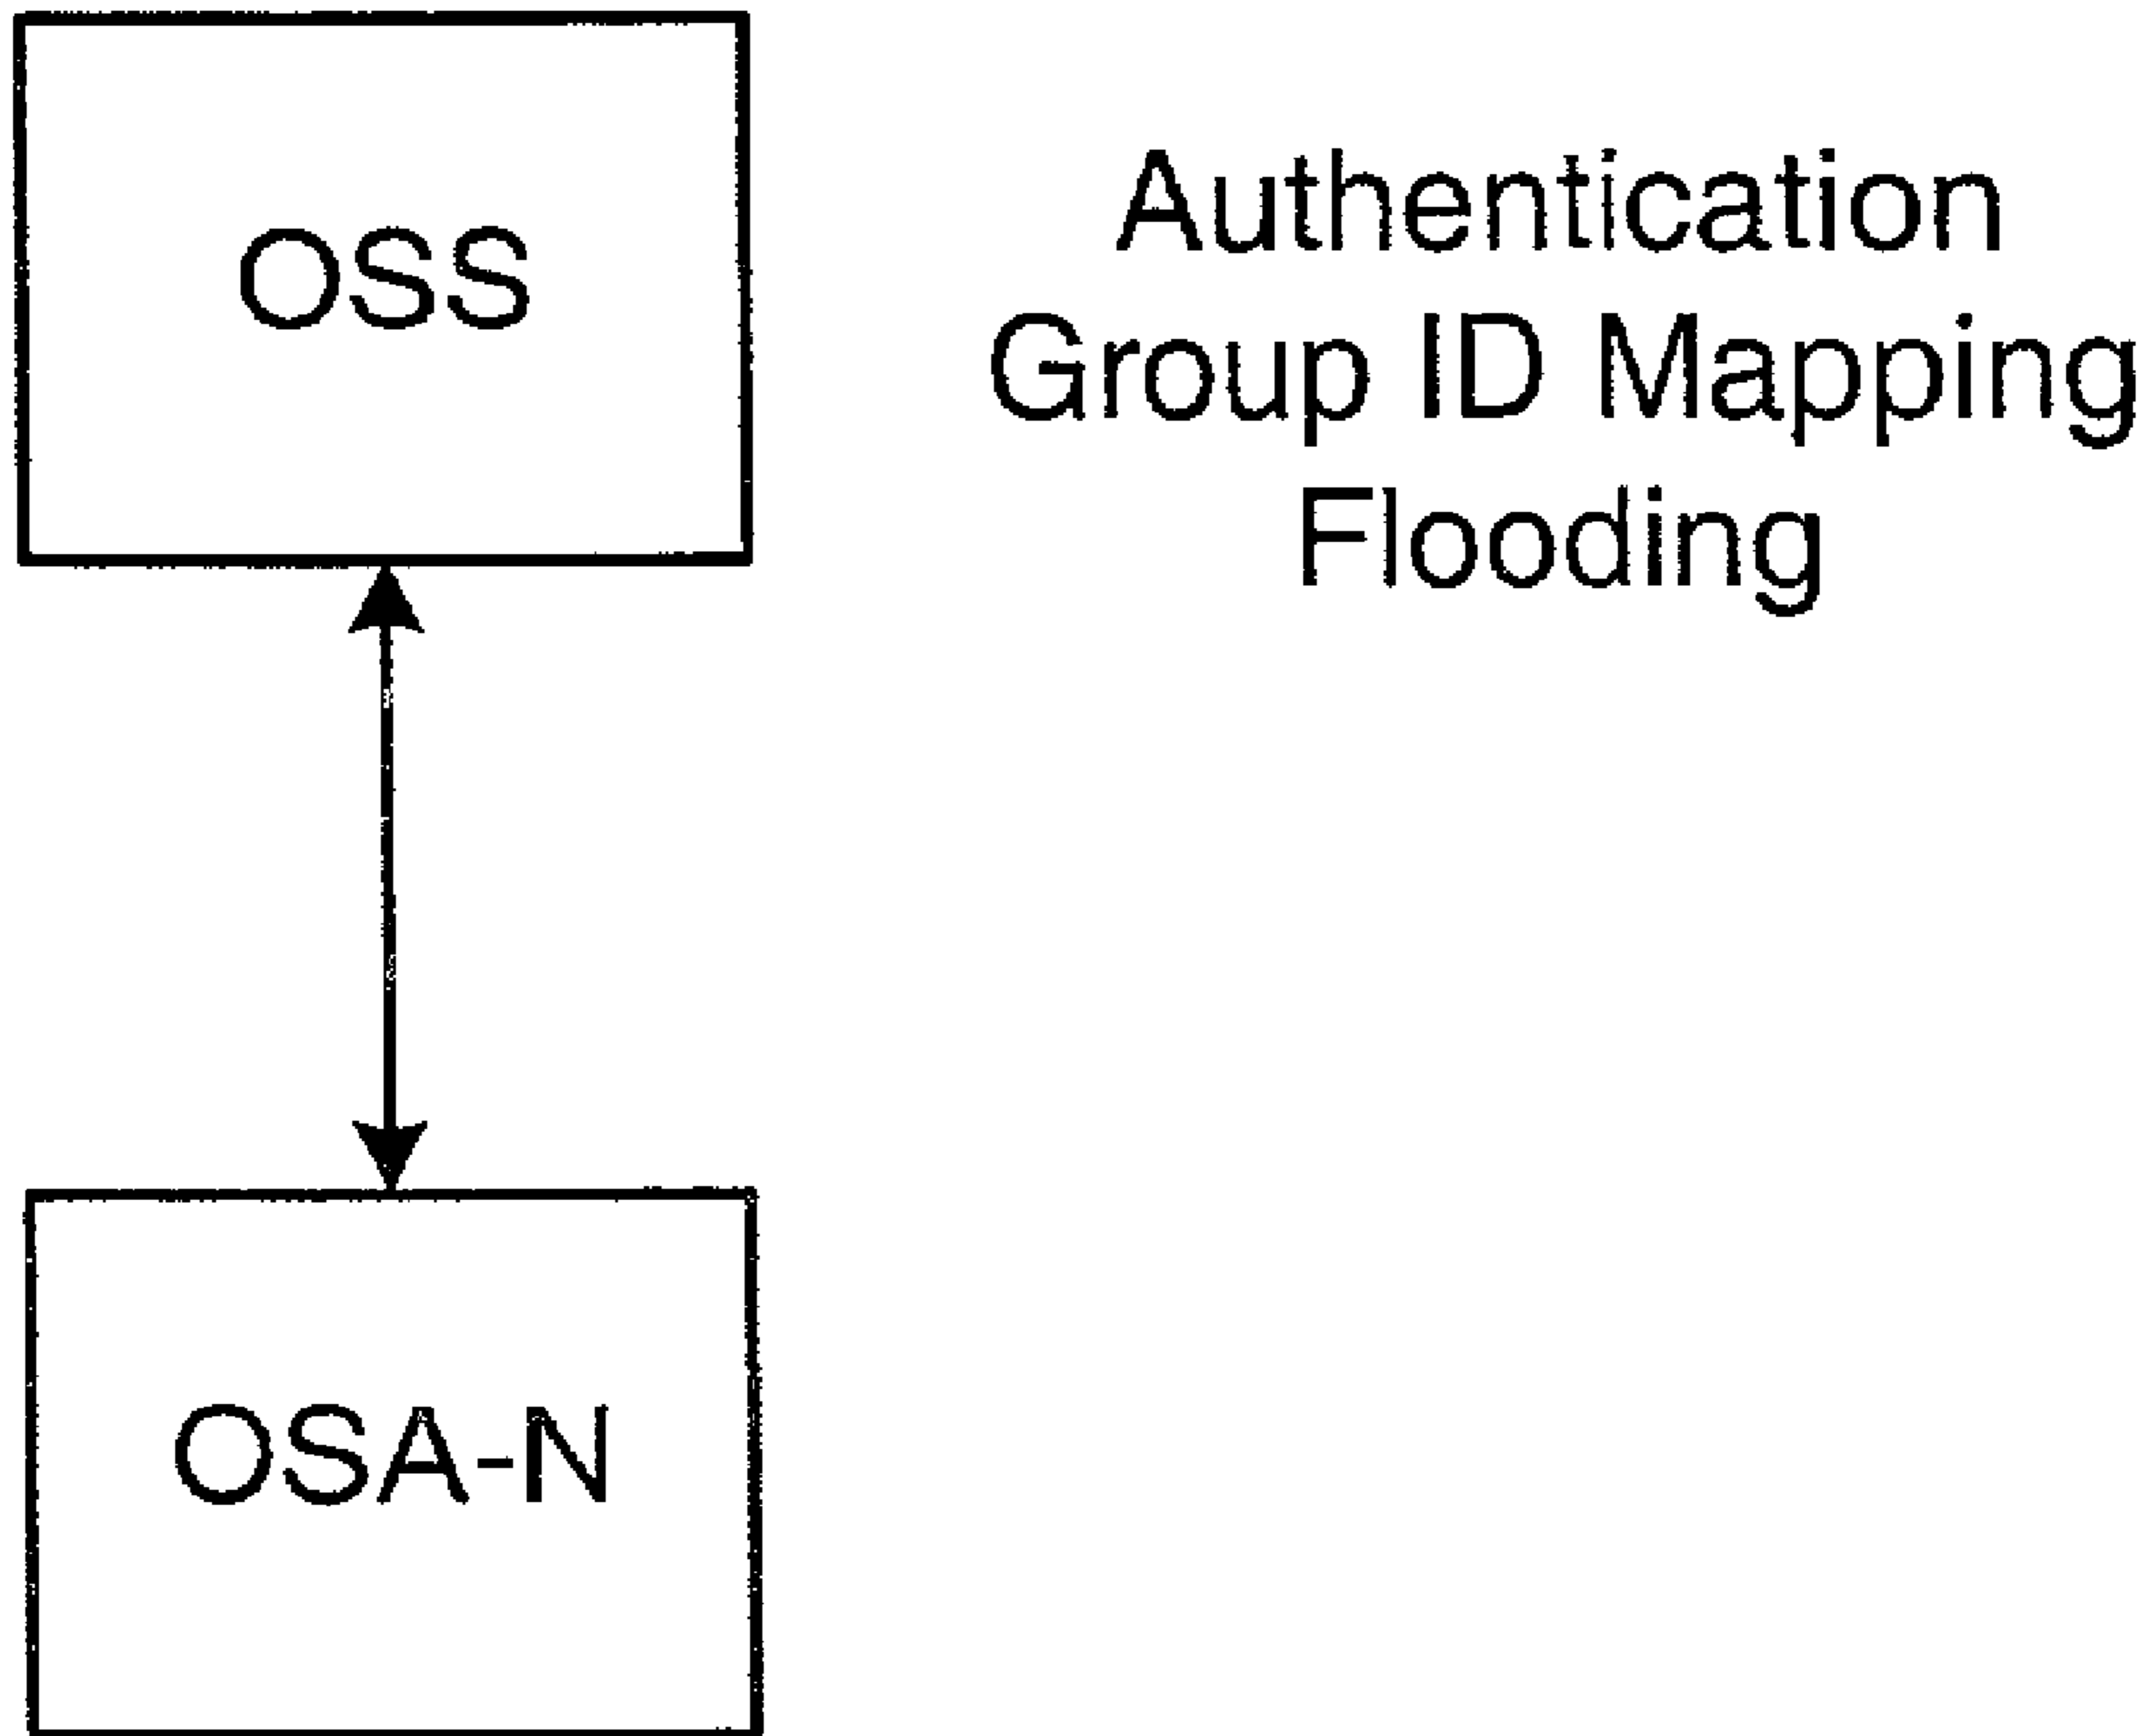 OSS
Authentication
Group ID Mapping
Flooding
OSA-N